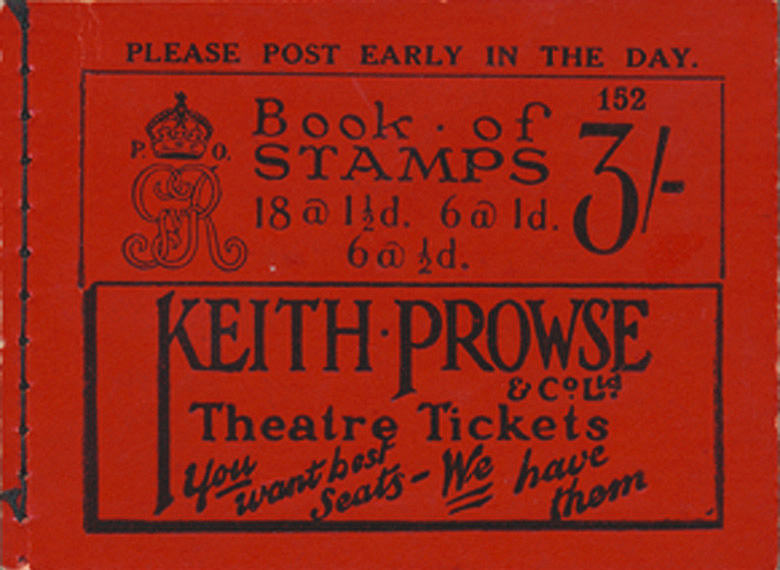 PLEASE POST EARLY IN THE DAY.
152
P. O.
GVR
Book · of
STAMPS
3/-
18 @ 1½d. 6 @ 1d.
6 @ ½d.
KEITH · PROWSE
& Co Ltd
Theatre Tickets
You want best
Seats – We have
them